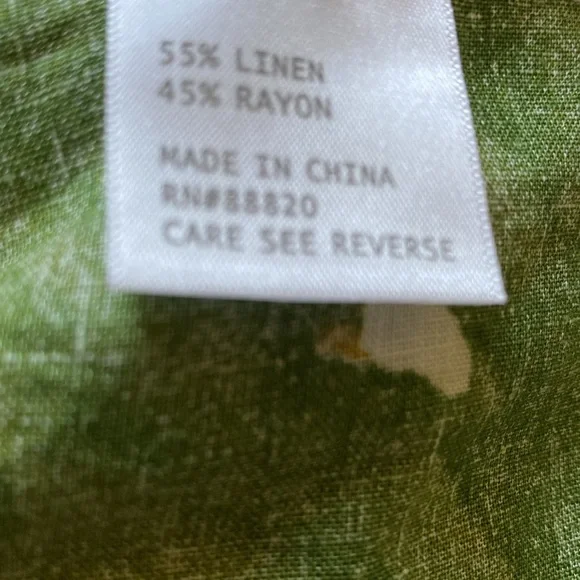 55% LINEN
45% RAYON
MADE IN CHINA
RN#88820
CARE SEE REVERSE